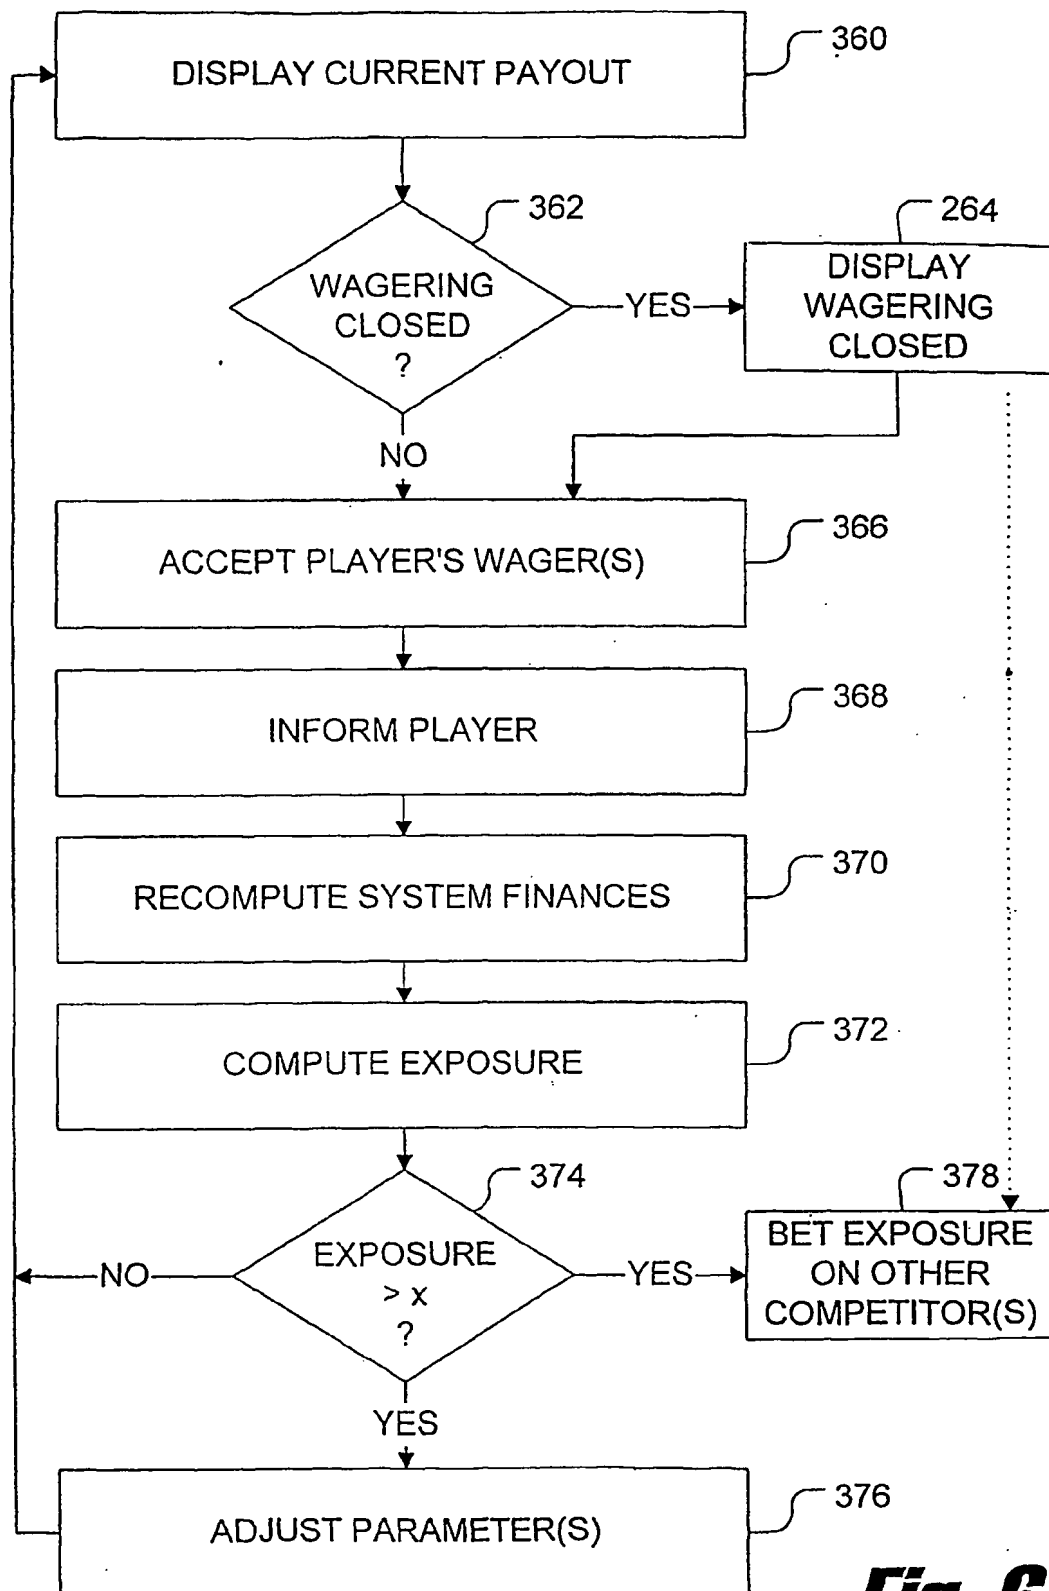 360
DISPLAY CURRENT PAYOUT
362
264
WAGERING
CLOSED
?
YES
DISPLAY
WAGERING
CLOSED
NO
366
ACCEPT PLAYER'S WAGER(S)
368
INFORM PLAYER
370
RECOMPUTE SYSTEM FINANCES
372
COMPUTE EXPOSURE
374
378
EXPOSURE
> x
?
NO
YES
BET EXPOSURE
ON OTHER
COMPETITOR(S)
YES
376
ADJUST PARAMETER(S)